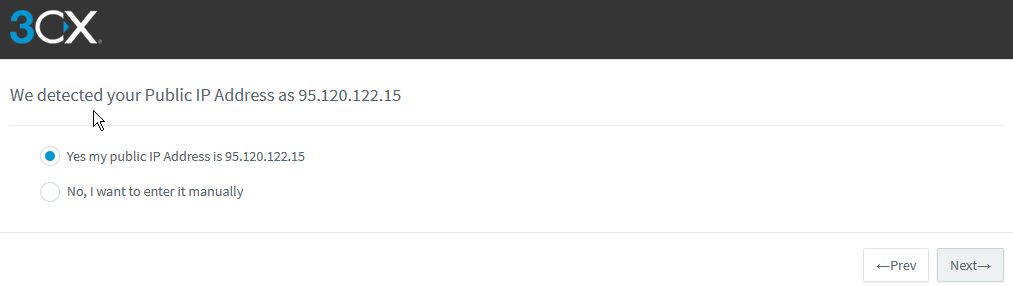 3CX
We detected your Public IP Address as 95.120.122.15
Yes my public IP Address is 95.120.122.15
No, I want to enter it manually
←Prev Next→